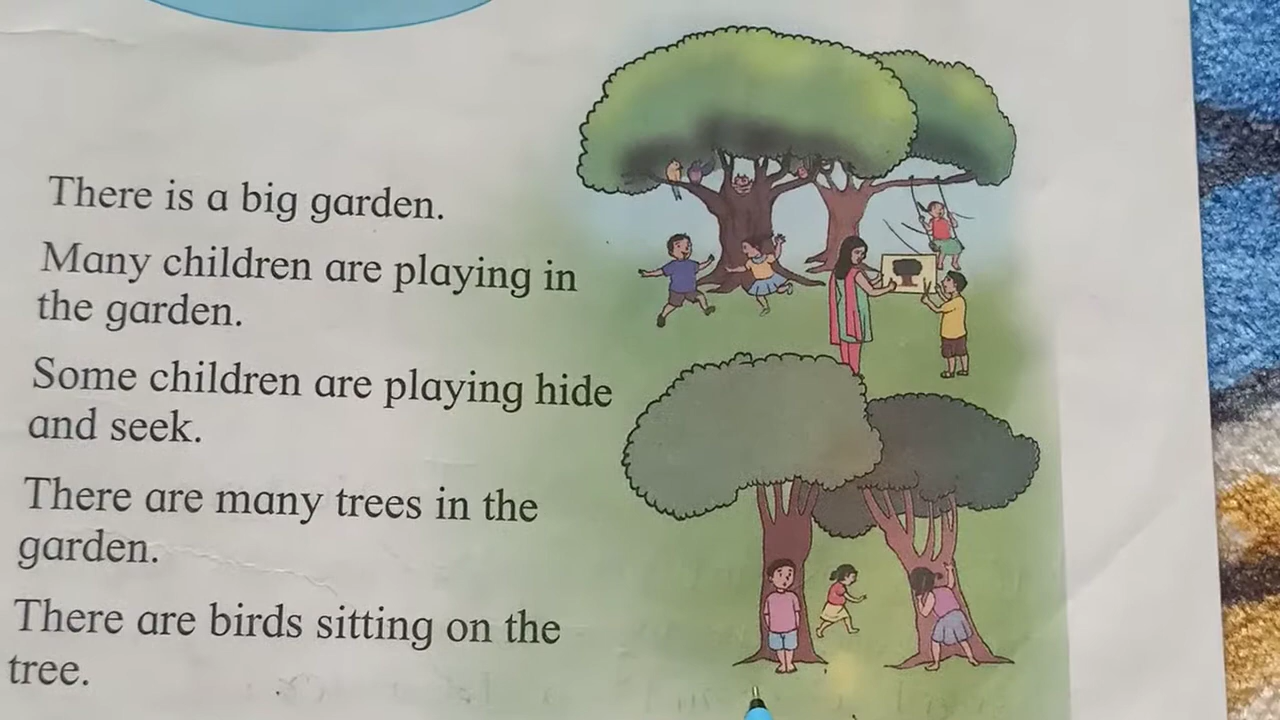 There is a big garden.
Many children are playing in
the garden.
Some children are playing hide
and seek.
There are many trees in the
garden.
There are birds sitting on the
tree.